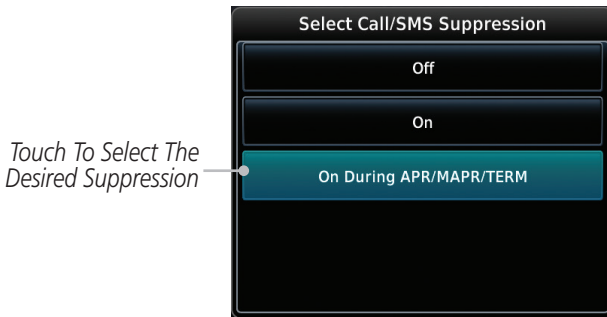 Select Call/SMS Suppression
Off
On
Touch To Select The
Desired Suppression
On During APR/MAPR/TERM